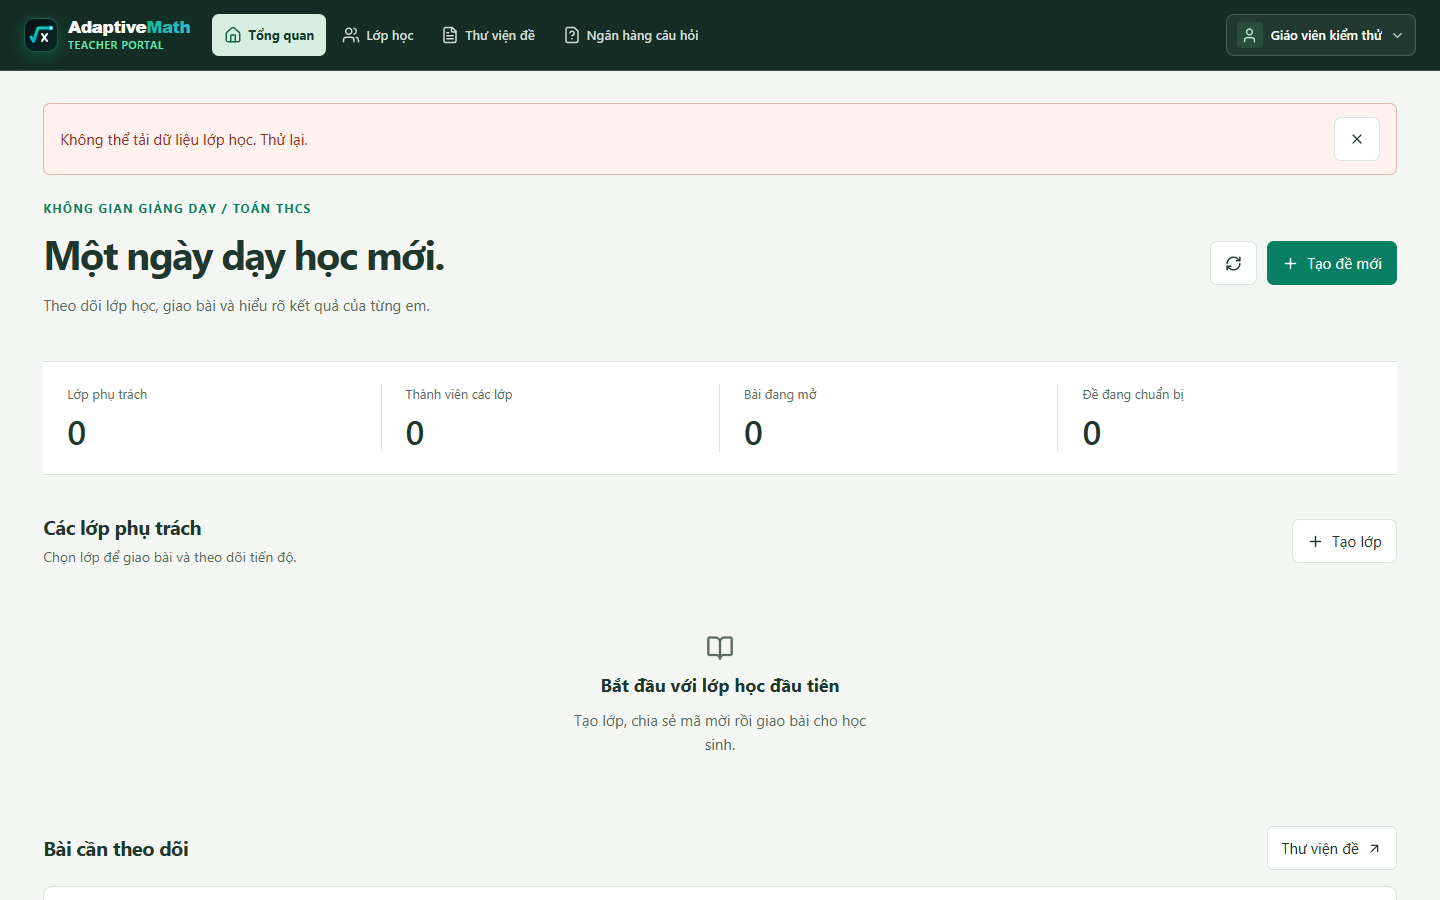 AdaptiveMath
TEACHER PORTAL
Tổng quan
Lớp học
Thư viện đề
Ngân hàng câu hỏi
Giáo viên kiểm thử
Không thể tải dữ liệu lớp học. Thử lại.
KHÔNG GIAN GIẢNG DẠY / TOÁN THCS
Một ngày dạy học mới.
Theo dõi lớp học, giao bài và hiểu rõ kết quả của từng em.
Tạo đề mới
Lớp phụ trách
0
Thành viên các lớp
0
Bài đang mở
0
Đề đang chuẩn bị
0
Các lớp phụ trách
Chọn lớp để giao bài và theo dõi tiến độ.
Tạo lớp
Bắt đầu với lớp học đầu tiên
Tạo lớp, chia sẻ mã mời rồi giao bài cho học
sinh.
Bài cần theo dõi
Thư viện đề